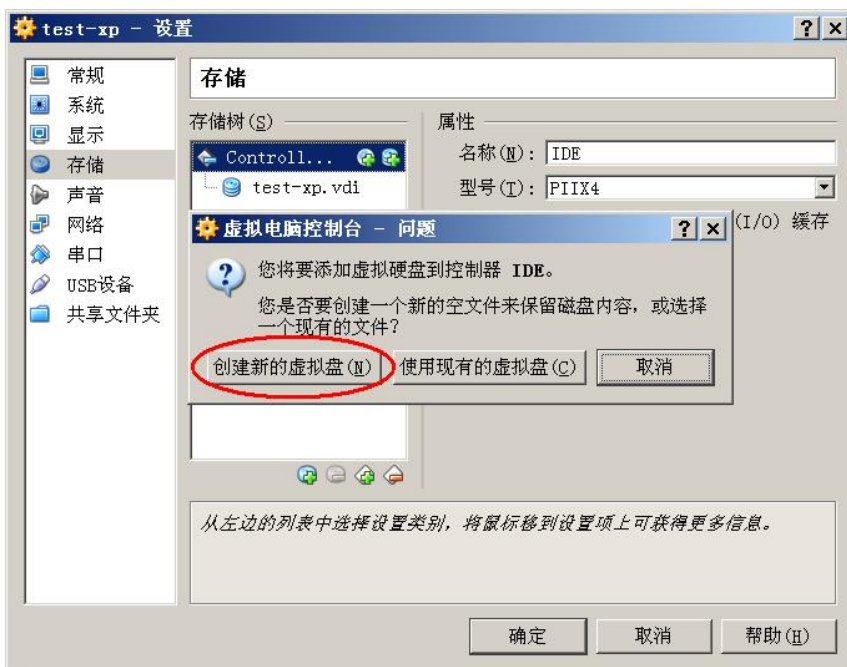 test-xp - 设置
常规
系统
显示
存储
声音
网络
串口
USB设备
共享文件夹
存储
存储树(S)
Controll...
test-xp.vdi
属性
名称(N): IDE
型号(T): PIIX4
(I/O) 缓存
虚拟电脑控制台 - 问题
您将要添加虚拟硬盘到控制器 IDE。
您是否要创建一个新的空文件来保留磁盘内容，或选择
一个现有的文件？
创建新的虚拟盘(N)
使用现有的虚拟盘(C)
取消
从左边的列表中选择设置类别，将鼠标移到设置项上可获得更多信息。
确定
取消
帮助(H)